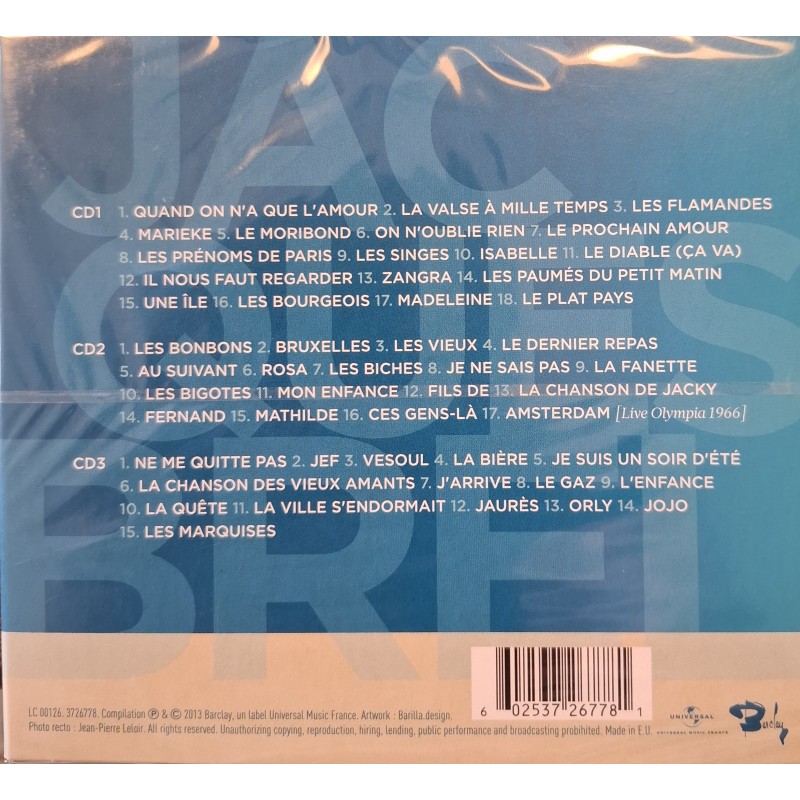 JAC
QUES
BREL
CD1 1. QUAND ON N'A QUE L'AMOUR 2. LA VALSE À MILLE TEMPS 3. LES FLAMANDES
4. MARIEKE 5. LE MORIBOND 6. ON N'OUBLIE RIEN 7. LE PROCHAIN AMOUR
8. LES PRÉNOMS DE PARIS 9. LES SINGES 10. ISABELLE 11. LE DIABLE (ÇA VA)
12. IL NOUS FAUT REGARDER 13. ZANGRA 14. LES PAUMÉS DU PETIT MATIN
15. UNE ÎLE 16. LES BOURGEOIS 17. MADELEINE 18. LE PLAT PAYS
CD2 1. LES BONBONS 2. BRUXELLES 3. LES VIEUX 4. LE DERNIER REPAS
5. AU SUIVANT 6. ROSA 7. LES BICHES 8. JE NE SAIS PAS 9. LA FANETTE
10. LES BIGOTES 11. MON ENFANCE 12. FILS DE 13. LA CHANSON DE JACKY
14. FERNAND 15. MATHILDE 16. CES GENS-LÀ 17. AMSTERDAM [Live Olympia 1966]
CD3 1. NE ME QUITTE PAS 2. JEF 3. VESOUL 4. LA BIÈRE 5. JE SUIS UN SOIR D'ÉTÉ
6. LA CHANSON DES VIEUX AMANTS 7. J'ARRIVE 8. LE GAZ 9. L'ENFANCE
10. LA QUÊTE 11. LA VILLE S'ENDORMAIT 12. JAURÈS 13. ORLY 14. JOJO
15. LES MARQUISES
LC 00126. 3726778. Compilation ℗ & © 2013 Barclay, un label Universal Music France. Artwork : Barilla.design.
Photo recto : Jean-Pierre Leloir. All rights reserved. Unauthorizing copying, reproduction, hiring, lending, public performance and broadcasting prohibited. Made in E.U.
6 02537 26778 1
UNIVERSAL
UNIVERSAL MUSIC FRANCE
Barclay